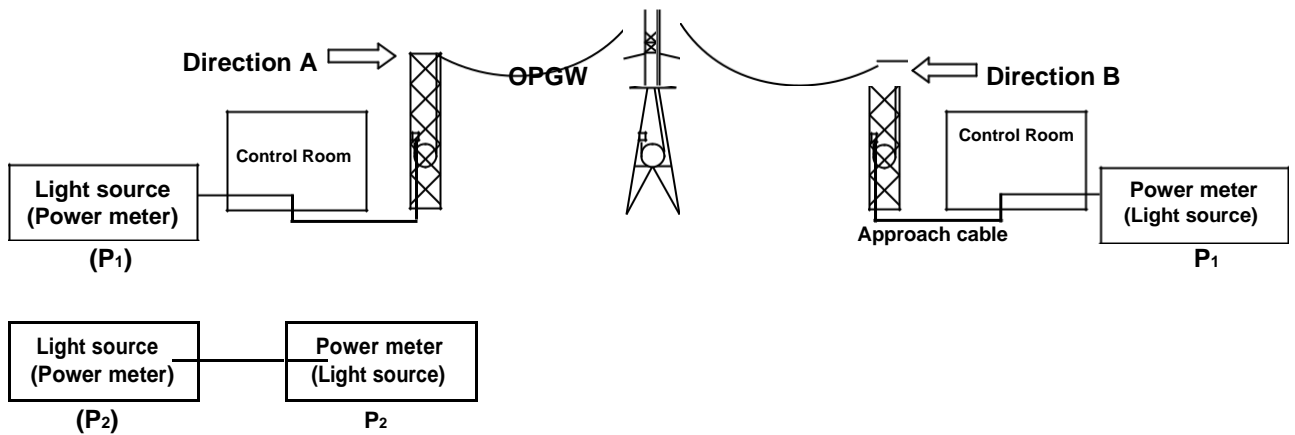 Direction A
OPGW
Direction B
Control Room
Control Room
Light source
(Power meter)
(P₁)
Power meter
(Light source)
P₁
Approach cable
Light source
(Power meter)
(P₂)
Power meter
(Light source)
P₂